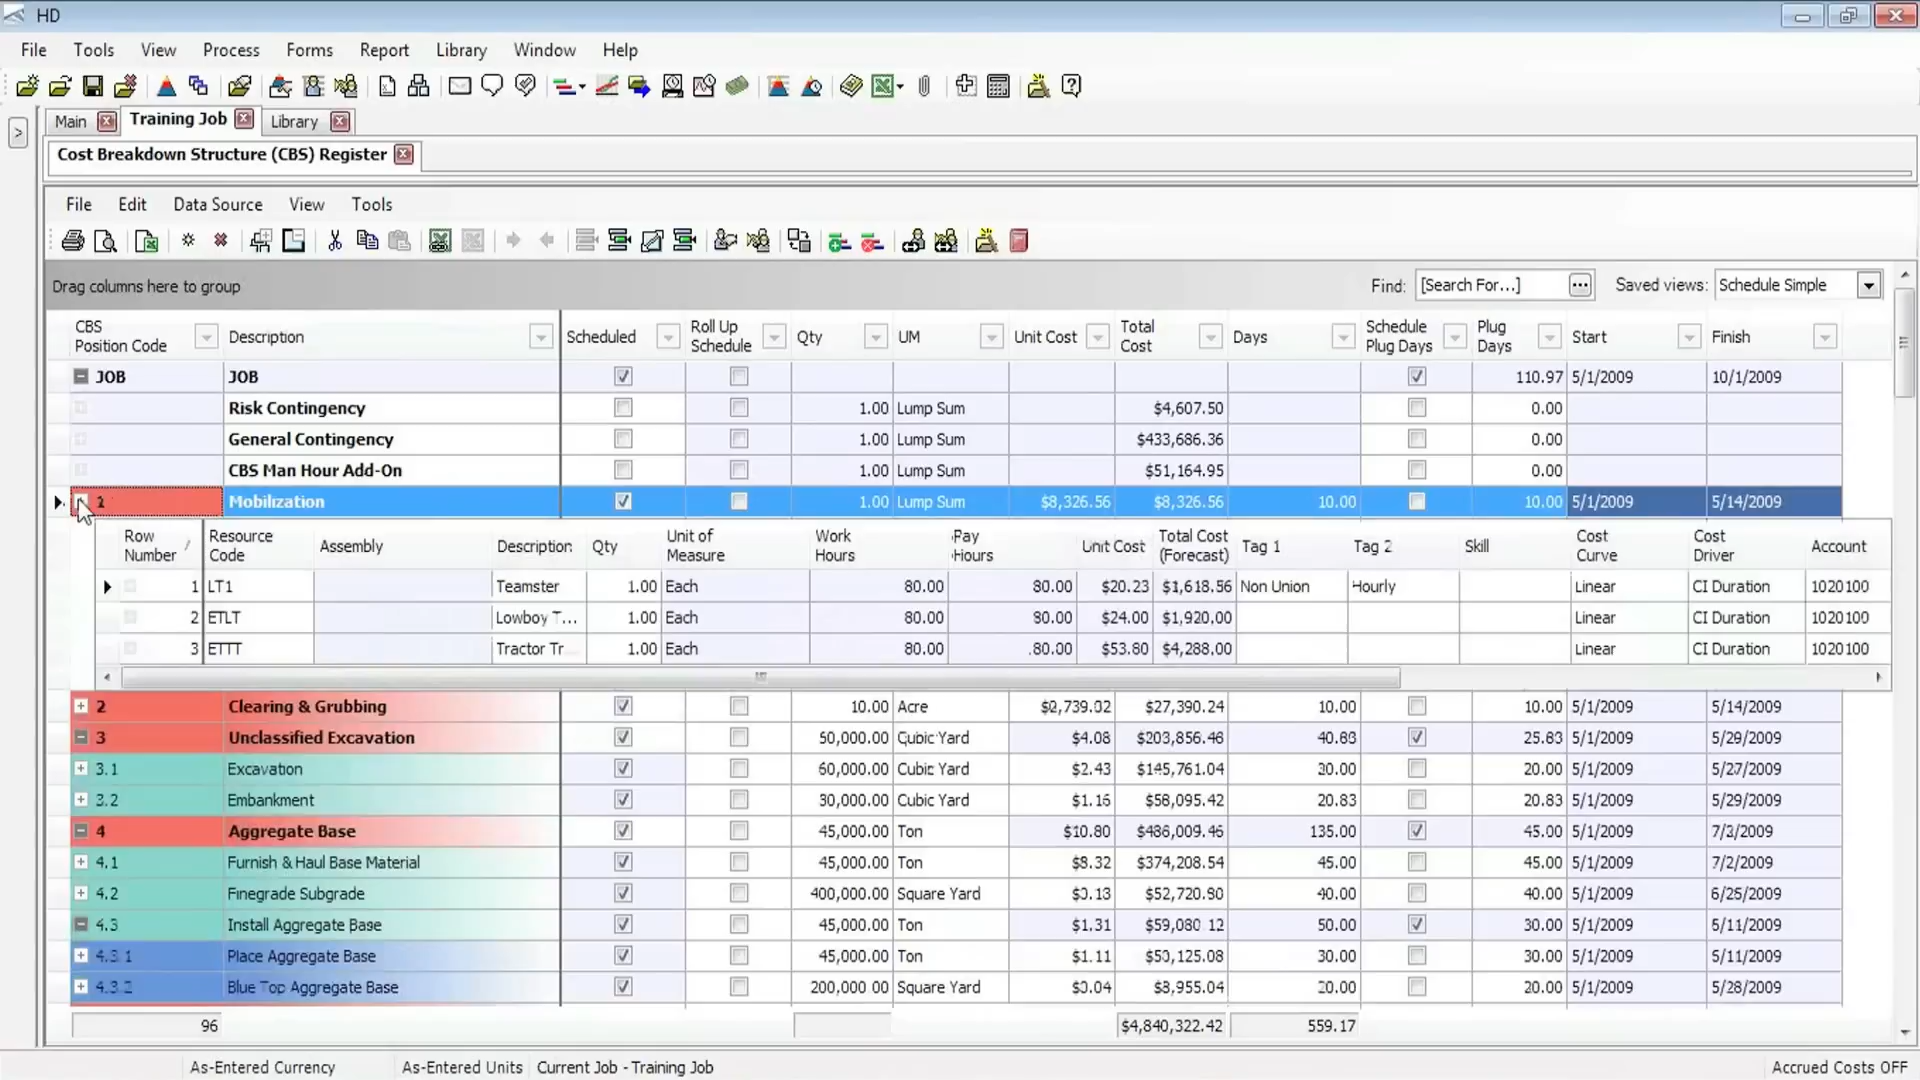 HD
File Tools View Process Forms Report Library Window Help
Main Training Job Library
>
Cost Breakdown Structure (CBS) Register
File Edit Data Source View Tools
Drag columns here to group Find: [Search For...] Saved views: Schedule Simple
CBS Position Code Description Scheduled Roll Up Schedule Qty UM Unit Cost Total Cost Days Schedule Plug Days Plug Days Start Finish
JOB JOB 110.97 5/1/2009 10/1/2009
Risk Contingency 1.00 Lump Sum $4,607.50 0.00
General Contingency 1.00 Lump Sum $433,686.36 0.00
CBS Man Hour Add-On 1.00 Lump Sum $51,164.95 0.00
1 Mobilization 1.00 Lump Sum $8,326.56 $8,326.56 10.00 10.00 5/1/2009 5/14/2009
Row Number / Resource Code Assembly Description Qty Unit of Measure Work Hours Pay Hours Unit Cost Total Cost (Forecast) Tag 1 Tag 2 Skill Cost Curve Cost Driver Account
1 LT1 Teamster 1.00 Each 80.00 80.00 $20.23 $1,618.56 Non Union Hourly Linear CI Duration 1020100
2 ETLT Lowboy T... 1.00 Each 80.00 80.00 $24.00 $1,920.00 Linear CI Duration 1020100
3 ETTT Tractor Tr 1.00 Each 80.00 80.00 $53.80 $4,288.00 Linear CI Duration 1020100
2 Clearing & Grubbing 10.00 Acre $2,739.02 $27,390.24 10.00 10.00 5/1/2009 5/14/2009
3 Unclassified Excavation 50,000.00 Cubic Yard $4.08 $203,856.46 40.83 25.83 5/1/2009 5/29/2009
3.1 Excavation 60,000.00 Cubic Yard $2.43 $145,761.04 20.00 20.00 5/1/2009 5/27/2009
3.2 Embankment 30,000.00 Cubic Yard $58,095.42 20.83 20.83 5/1/2009 5/29/2009
4 Aggregate Base 45,000.00 Ton $10.80 $486,009.46 135.00 45.00 5/1/2009 7/3/2009
4.1 Furnish & Haul Base Material 45,000.00 Ton $8.32 $374,208.54 45.00 45.00 5/1/2009 7/2/2009
4.2 Finegrade Subgrade 400,000.00 Square Yard $0.13 $52,720.80 40.00 40.00 5/1/2009 6/25/2009
4.3 Install Aggregate Base 45,000.00 Ton $1.31 $59,080.12 50.00 30.00 5/1/2009 6/11/2009
4.3.1 Place Aggregate Base 45,000.00 Ton $1.11 $50,125.08 30.00 30.00 5/1/2009
4.3.2 Blue Top Aggregate Base 200,000.00 Square Yard $0.04 $8,955.04 20.00 20.00 5/1/2009 5/28/2009
96 $4,840,322.42 559.17
As-Entered Currency As-Entered Units Current Job - Training Job Accrued Costs OFF